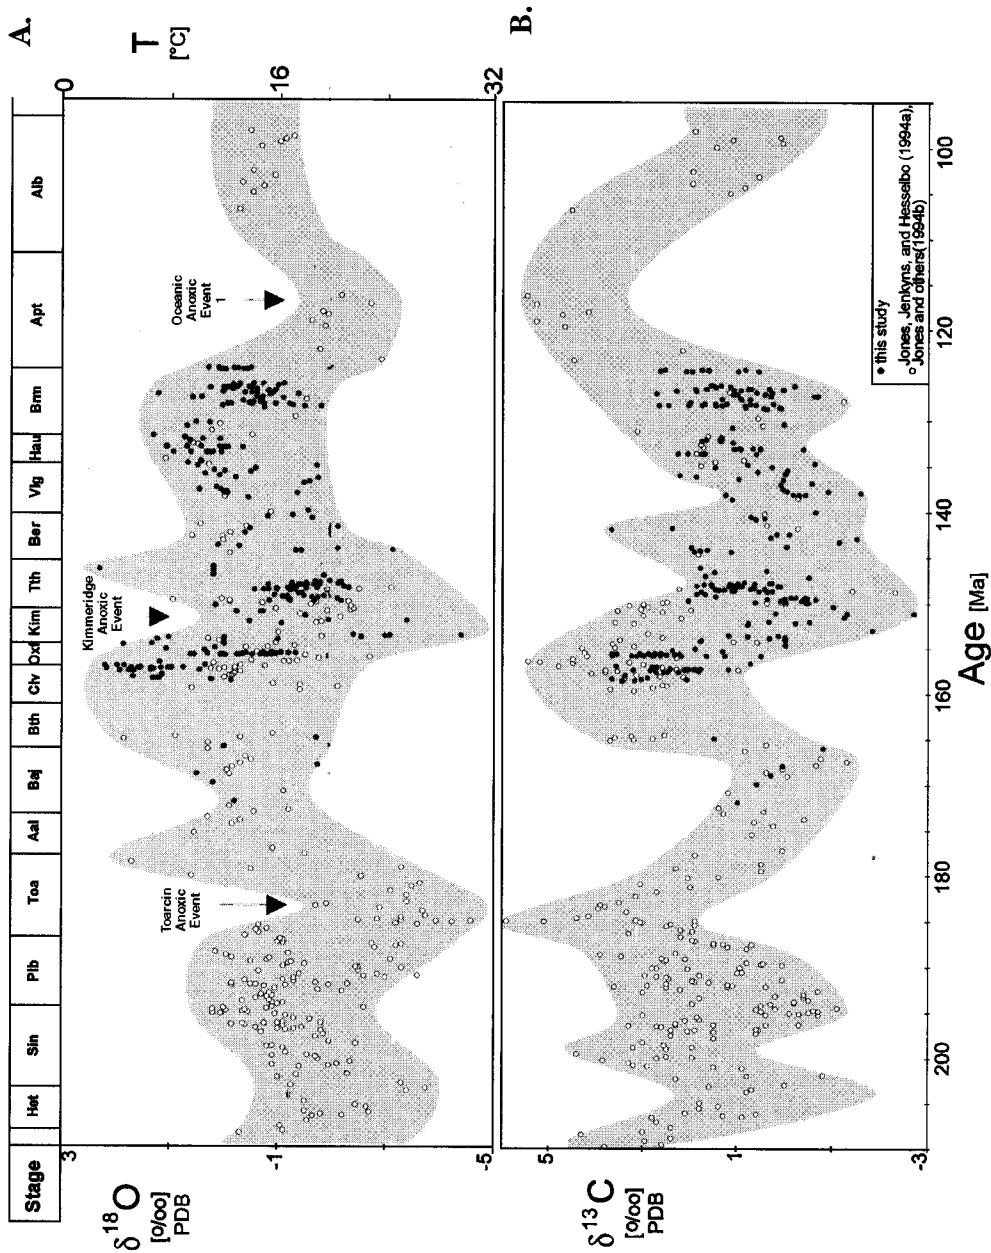 A.
T
[°C]
0
16
32
Stage
Het
Sin
Plb
Toa
Aal
Baj
Bth
Clv
Oxf
Kim
Tth
Ber
Vlg
Hau
Brm
Apt
Alb
Toarcin
Anoxic
Event
Kimmeridge
Anoxic
Event
Oceanic
Anoxic
Event
1
3
-1
-5
δ18O
[o/oo]
PDB
B.
5
1
-3
δ13C
[o/oo]
PDB
• this study
o Jones, Jenkyns, and Hesselbo (1994a),
Jones and others(1994b)
200
180
160
140
120
100
Age [Ma]